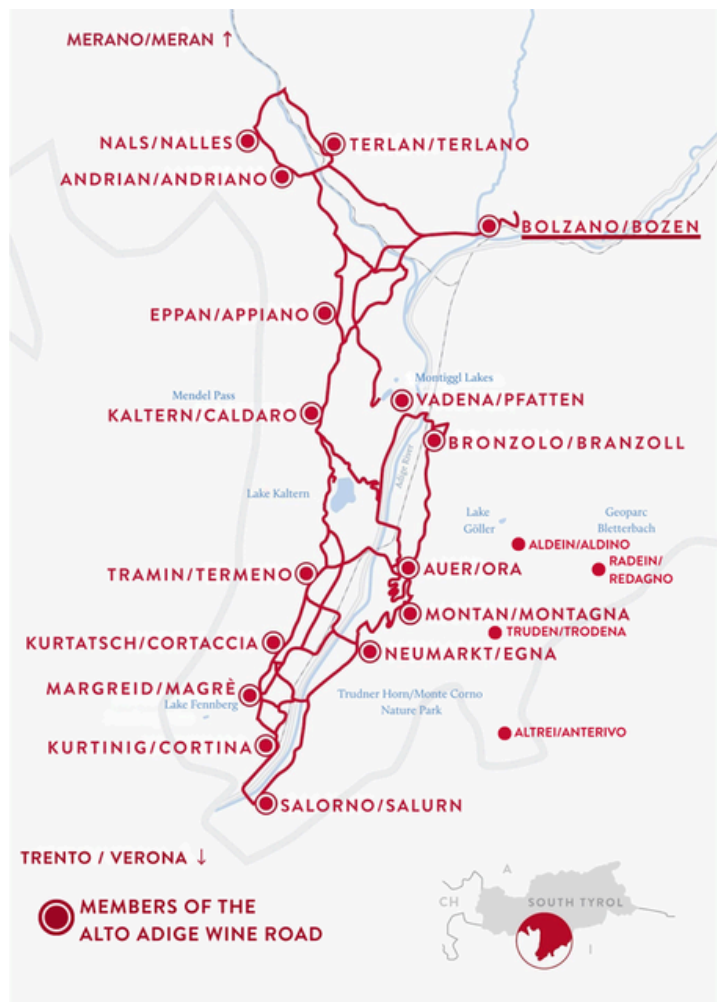 MERANO/MERAN ↑
NALS/NALLES
TERLAN/TERLANO
ANDRIAN/ANDRIANO
BOLZANO/BOZEN
EPPAN/APPIANO
Montiggl Lakes
Mendel Pass
VADENA/PFATTEN
KALTERN/CALDARO
BRONZOLO/BRANZOLL
Adige River
Lake Kaltern
Lake
Göller
Geoparc
Bletterbach
ALDEIN/ALDINO
RADEIN/
REDAGNO
TRAMIN/TERMENO
AUER/ORA
MONTAN/MONTAGNA
TRUDEN/TRODENA
KURTATSCH/CORTACCIA
NEUMARKT/EGNA
MARGREID/MAGRÈ
Lake Fennberg
Trudner Horn/Monte Corno
Nature Park
ALTREI/ANTERIVO
KURTINIG/CORTINA
SALORNO/SALURN
TRENTO / VERONA ↓
MEMBERS OF THE
ALTO ADIGE WINE ROAD
A
CH
SOUTH TYROL
I